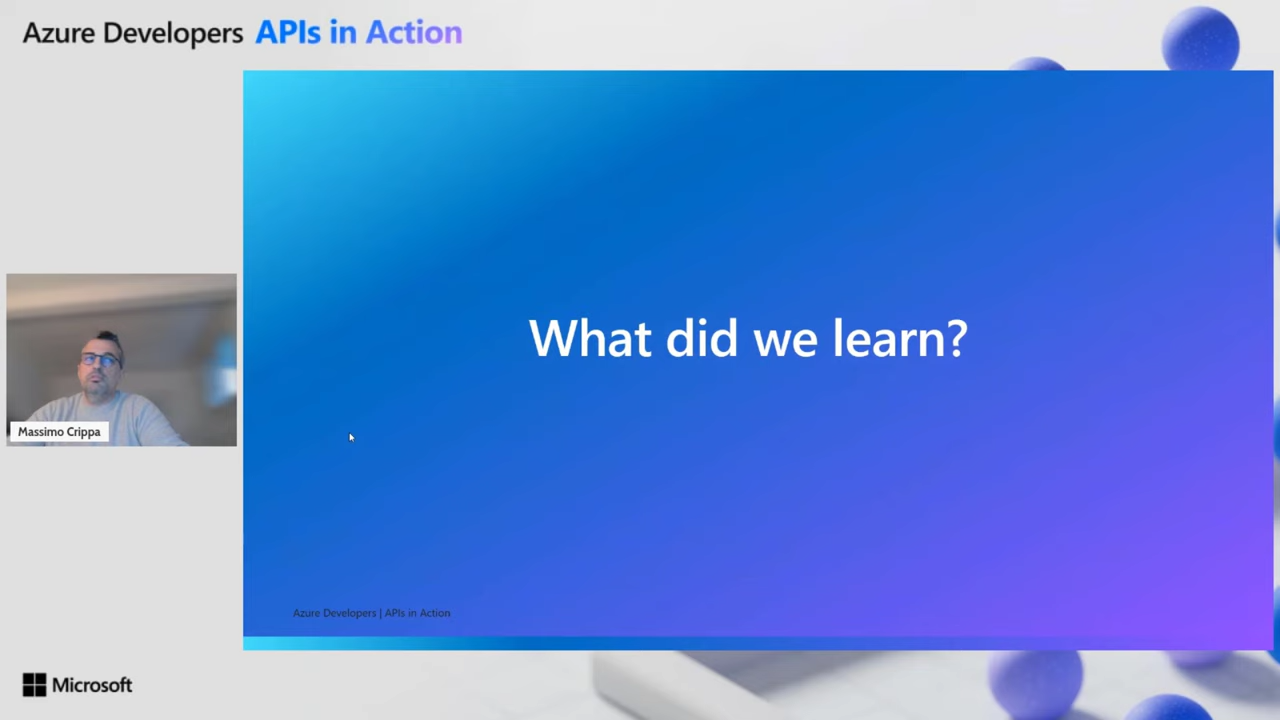 Azure Developers APIs in Action
What did we learn?
Massimo Crippa
Azure Developers | APIs in Action
Microsoft